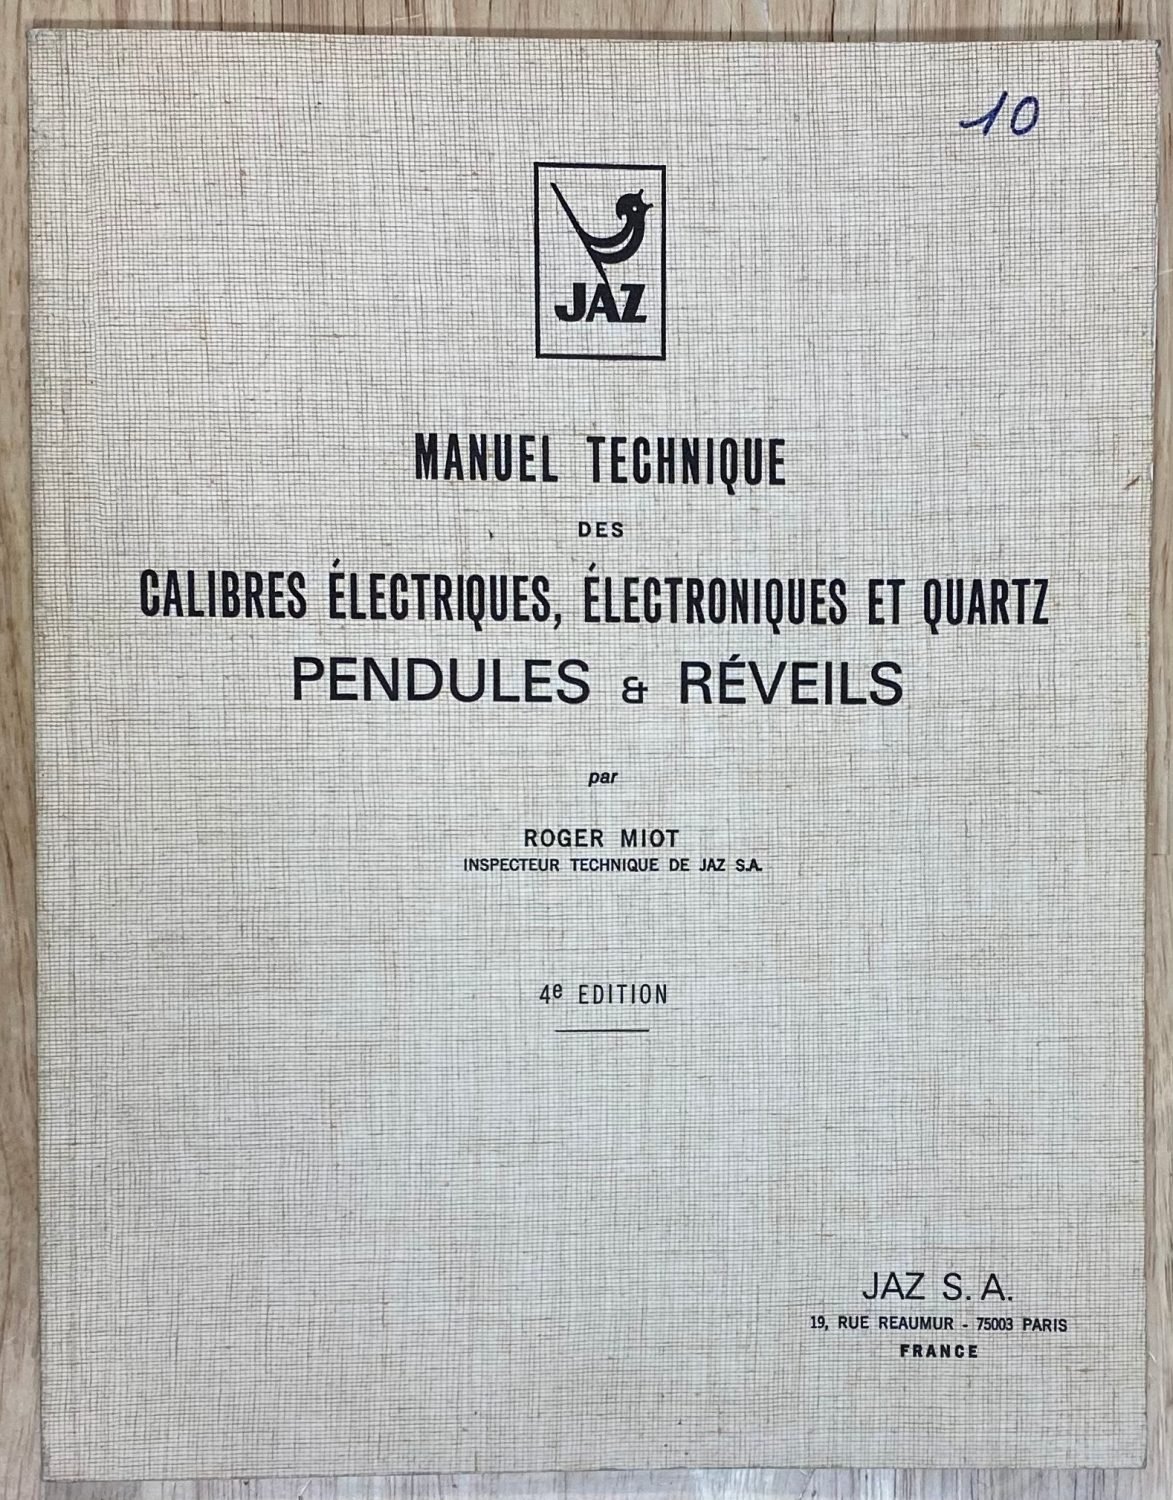 10
JAZ
MANUEL TECHNIQUE
DES
CALIBRES ÉLECTRIQUES, ÉLECTRONIQUES ET QUARTZ
PENDULES & RÉVEILS
par
ROGER MIOT
INSPECTEUR TECHNIQUE DE JAZ S.A.
4e EDITION
JAZ S.A.
19, RUE REAUMUR - 75003 PARIS
FRANCE